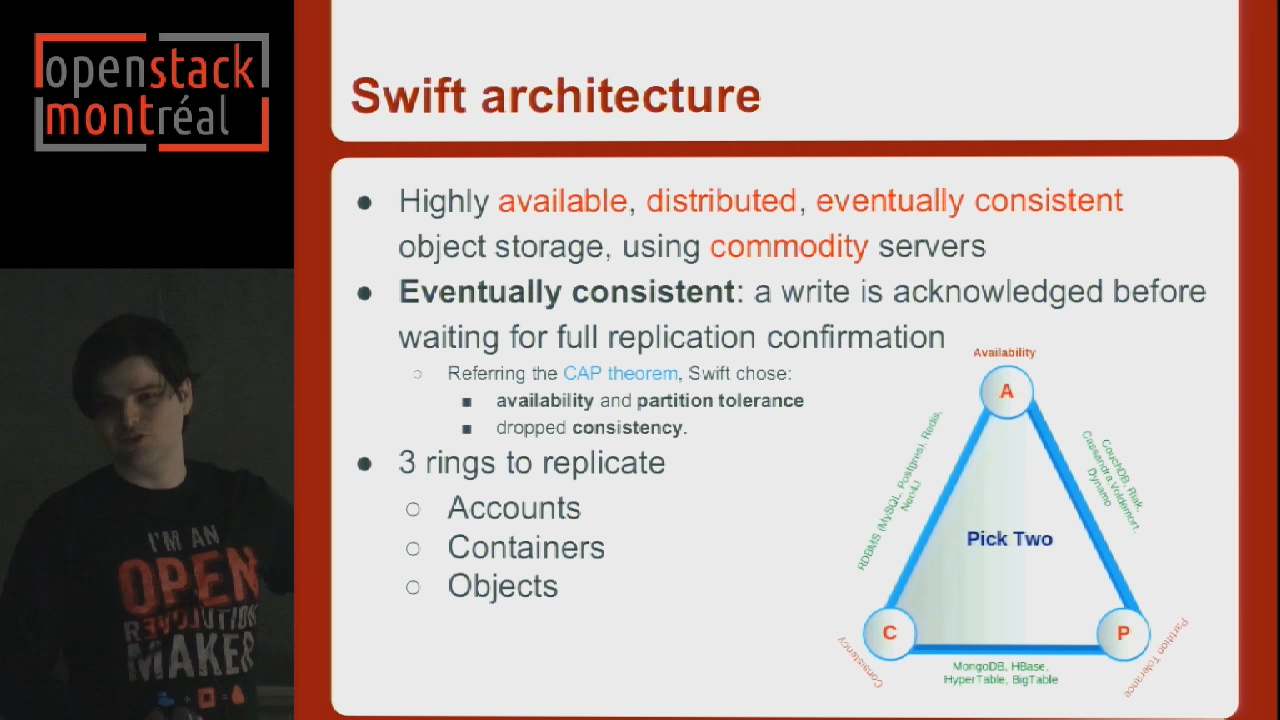 openstack
montréal
Swift architecture
● Highly available, distributed, eventually consistent
object storage, using commodity servers
● Eventually consistent: a write is acknowledged before
waiting for full replication confirmation
○ Referring the CAP theorem, Swift chose:
■ availability and partition tolerance
■ dropped consistency.
● 3 rings to replicate
○ Accounts
○ Containers
○ Objects
Availability
A
RDBMS (MySQL, Postgres), Redis,
Neo4J
CouchDB, Riak,
Cassandra, Voldemort,
Dynamo
Pick Two
C
P
Consistency
Partition Tolerance
MongoDB, HBase,
HyperTable, BigTable
I'M AN
OPEN
REVOLUTION
MAKER